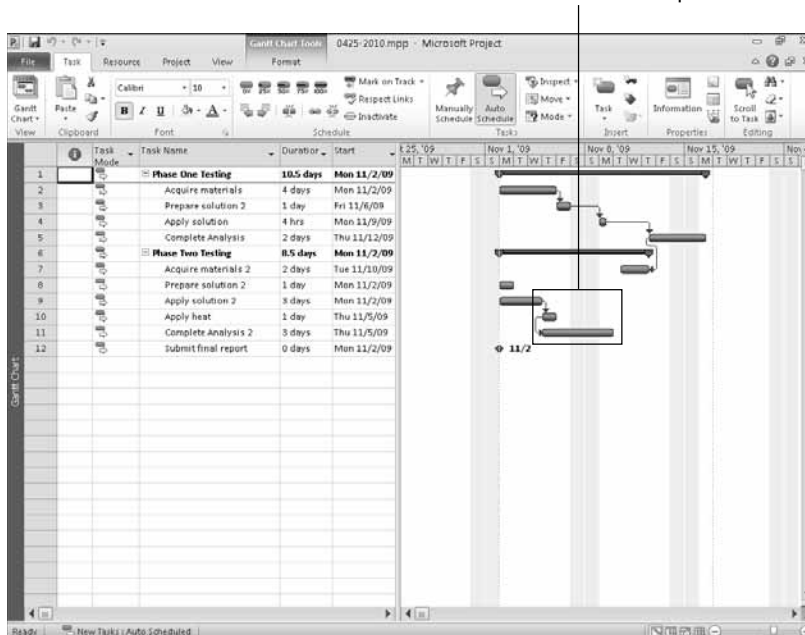 Gantt Chart Tools 0425-2010.mpp - Microsoft Project
File Task Resource Project View Format
Gantt Chart Paste Calibri 10 B I U A Mark on Track Respect Links Inactivate Manually Schedule Auto Schedule Inspect Move Mode Task Information Scroll to Task
View Clipboard Font Schedule Tasks Insert Properties Editing
Task Mode Task Name Duration Start 25, '09 Nov 1, '09 Nov 8, '09 Nov 15, '09 Nov
M T W T F S S M T W T F S S M T W T F S S M T W T F S S
1 Phase One Testing 10.5 days Mon 11/2/09
2 Acquire materials 4 days Mon 11/2/09
3 Prepare solution 2 1 day Fri 11/6/09
4 Apply solution 4 hrs Mon 11/9/09
5 Complete Analysis 2 days Thu 11/12/09
6 Phase Two Testing 8.5 days Mon 11/2/09
7 Acquire materials 2 2 days Tue 11/10/09
8 Prepare solution 2 1 day Mon 11/2/09
9 Apply solution 2 3 days Mon 11/2/09
10 Apply heat 1 day Thu 11/5/09
11 Complete Analysis 2 3 days Thu 11/5/09
12 Submit final report 0 days Mon 11/2/09 11/2
Gantt Chart
Ready New Tasks : Auto Scheduled